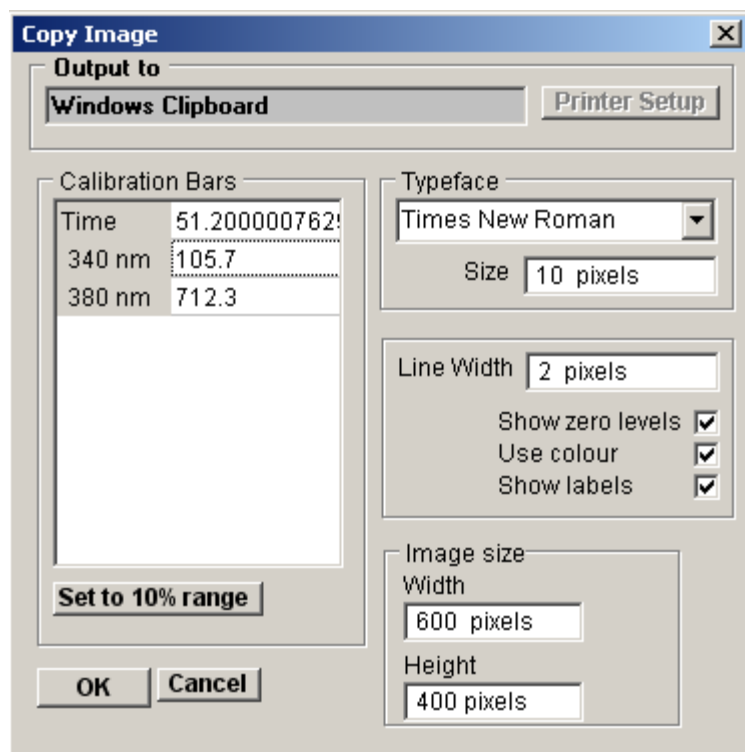 Copy Image
Output to
Windows Clipboard
Printer Setup
Calibration Bars
Time 51.2000007629
340 nm 105.7
380 nm 712.3
Set to 10% range
OK
Cancel
Typeface
Times New Roman
Size 10 pixels
Line Width 2 pixels
Show zero levels
Use colour
Show labels
Image size
Width
600 pixels
Height
400 pixels